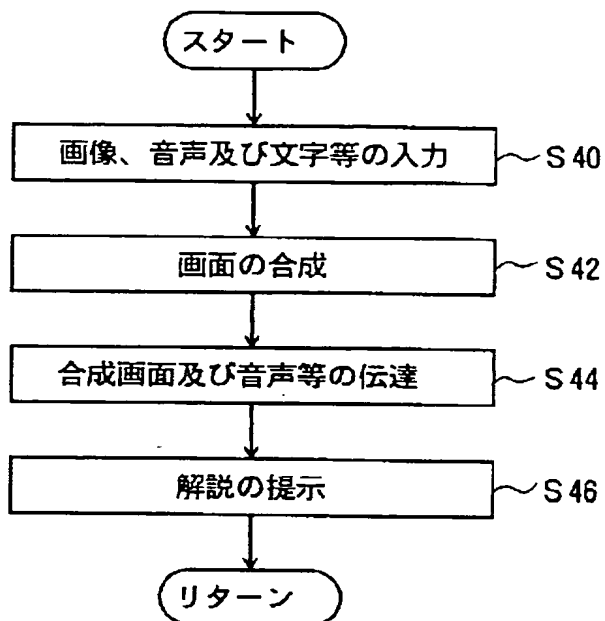 スタート
画像、音声及び文字等の入力 S40
画面の合成 S42
合成画面及び音声等の伝達 S44
解説の提示 S46
リターン